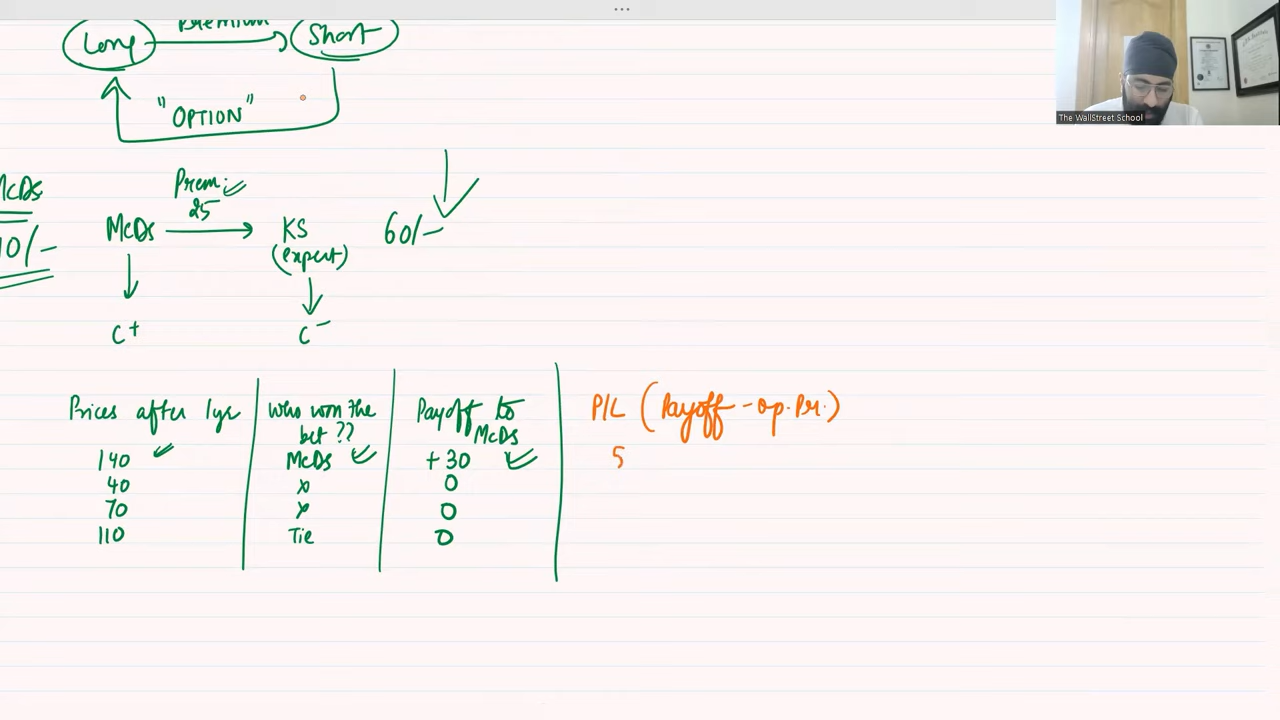 Long Premium Short
"OPTION"
McDs
Prem.
25
McDs KS 60/-
(expert)
10/-
C+ C-
Prices after 1yr
Who won the bet ??
Payoff to McDs
P/L (Payoff - Op. Pr.)
140 McDs +30 5
40 x 0
70 x 0
110 Tie 0
The WallStreet School